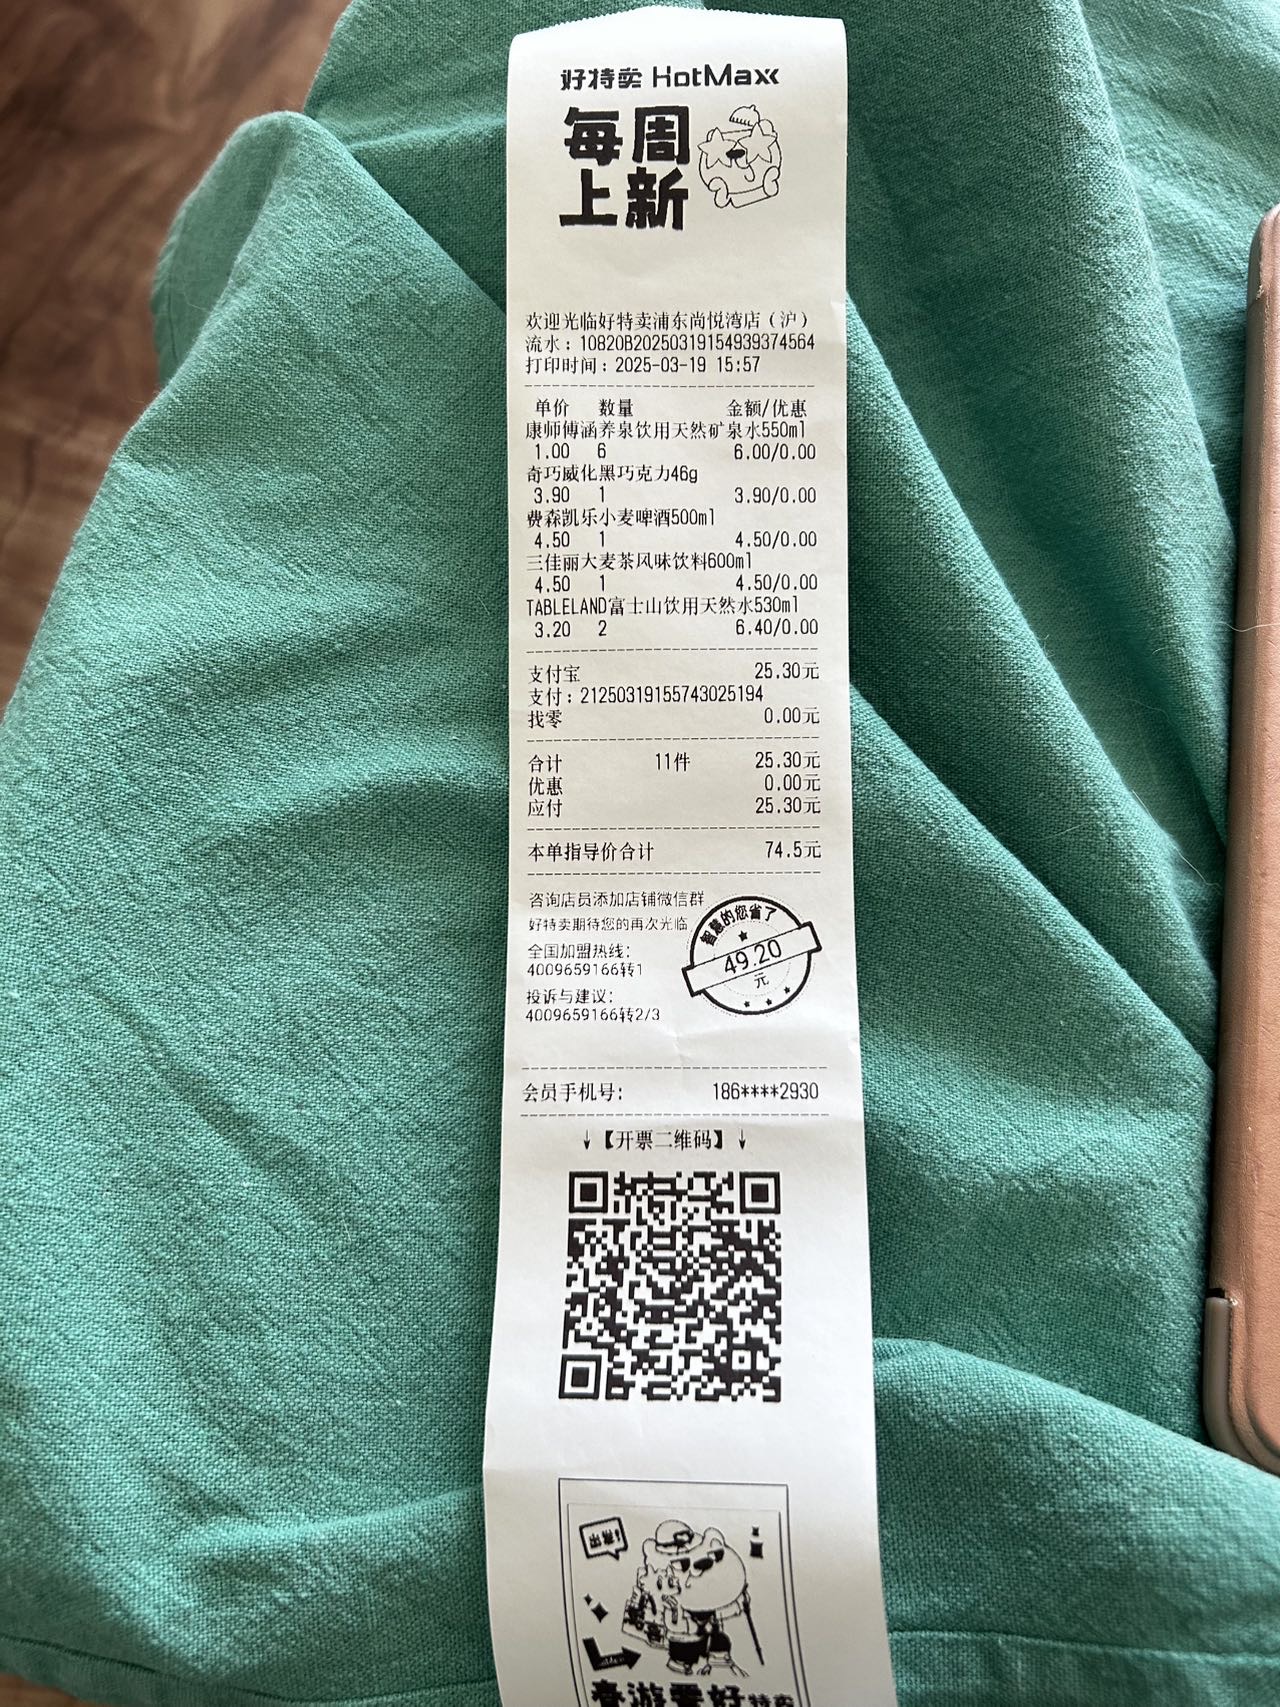 好特卖 HotMaxx
每周
上新
欢迎光临好特卖浦东尚悦湾店（沪）
流水：10820B20250319154939374564
打印时间：2025-03-19 15:57
单价 数量 金额/优惠
康师傅涵养泉饮用天然矿泉水550ml
1.00 6 6.00/0.00
奇巧威化黑巧克力46g
3.90 1 3.90/0.00
费森凯乐小麦啤酒500ml
4.50 1 4.50/0.00
三佳丽大麦茶风味饮料600ml
4.50 1 4.50/0.00
TABLELAND富士山饮用天然水530ml
3.20 2 6.40/0.00
支付宝 25.30元
支付：21250319155743025194
找零 0.00元
合计 11件 25.30元
优惠 0.00元
应付 25.30元
本单指导价合计 74.5元
咨询店员添加店铺微信群
好特卖期待您的再次光临
全国加盟热线：
4009659166转1
投诉与建议：
4009659166转2/3
智慧的您省了
49.20
元
会员手机号： 186****2930
↓【开票二维码】↓
春游要好特卖